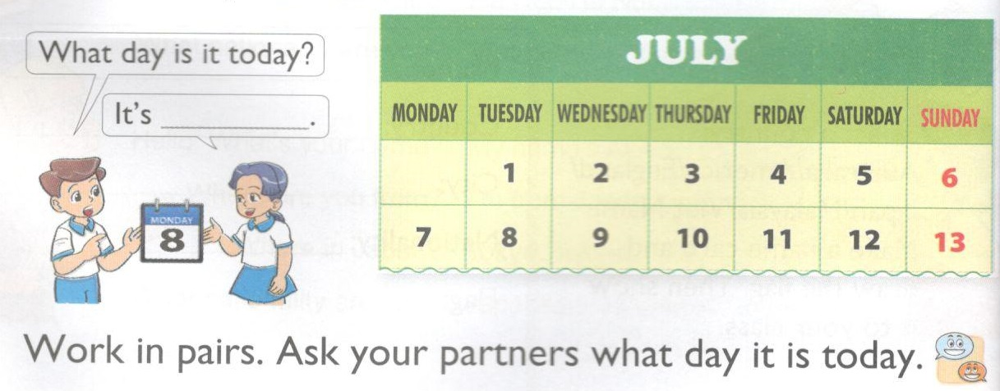 What day is it today?
It's ____________.
MONDAY
8
JULY
MONDAY TUESDAY WEDNESDAY THURSDAY FRIDAY SATURDAY SUNDAY
1 2 3 4 5 6
7 8 9 10 11 12 13
Work in pairs. Ask your partners what day it is today.